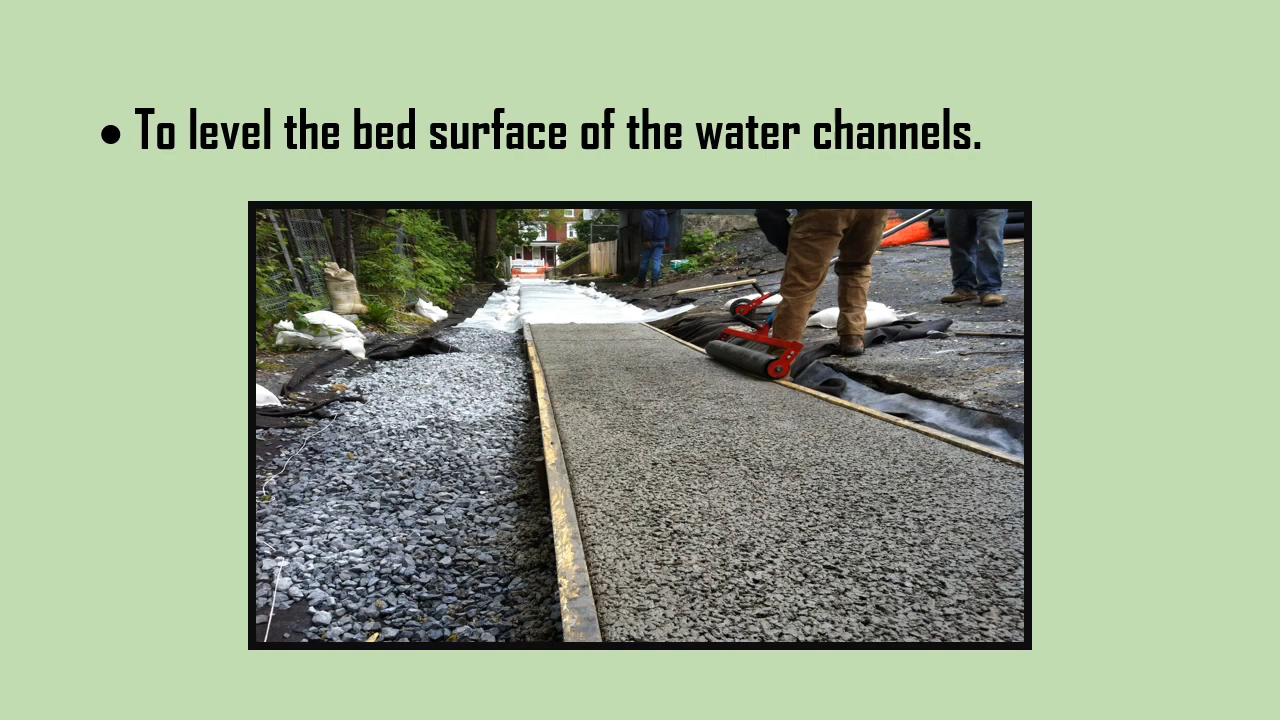 • To level the bed surface of the water channels.